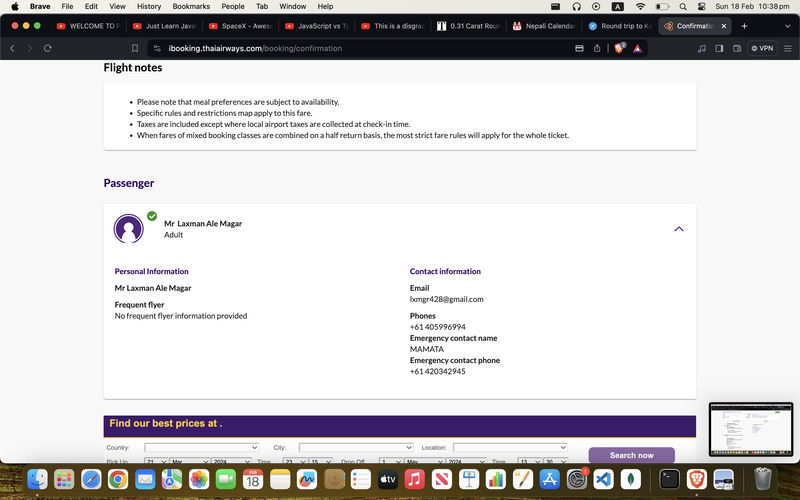 Brave File Edit View History Bookmarks People Tab Window Help A Sun 18 Feb 10:38 pm
WELCOME TO P Just Learn Java SpaceX - Aweso JavaScript vs Ty This is a disgrac 0.31 Carat Roun Nepali Calendar Round trip to Ka Confirmation
ibooking.thaiairways.com/booking/confirmation VPN
Flight notes
Please note that meal preferences are subject to availability.
Specific rules and restrictions map apply to this fare.
Taxes are included except where local airport taxes are collected at check-in time.
When fares of mixed booking classes are combined on a half return basis, the most strict fare rules will apply for the whole ticket.
Passenger
Mr Laxman Ale Magar
Adult
Personal Information
Mr Laxman Ale Magar
Frequent flyer
No frequent flyer information provided
Contact information
Email
lxmgr428@gmail.com
Phones
+61 405996994
Emergency contact name
MAMATA
Emergency contact phone
+61 420342945
Find our best prices at .
Country: City: Location:
Pick Up 21 Mar 2024 Time 23 15 Drop Off 1 May 2024 Time 13 30
Search now
FEB
18